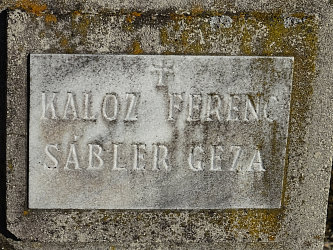 KALOZ FERENC
SÁBLER GÉZA